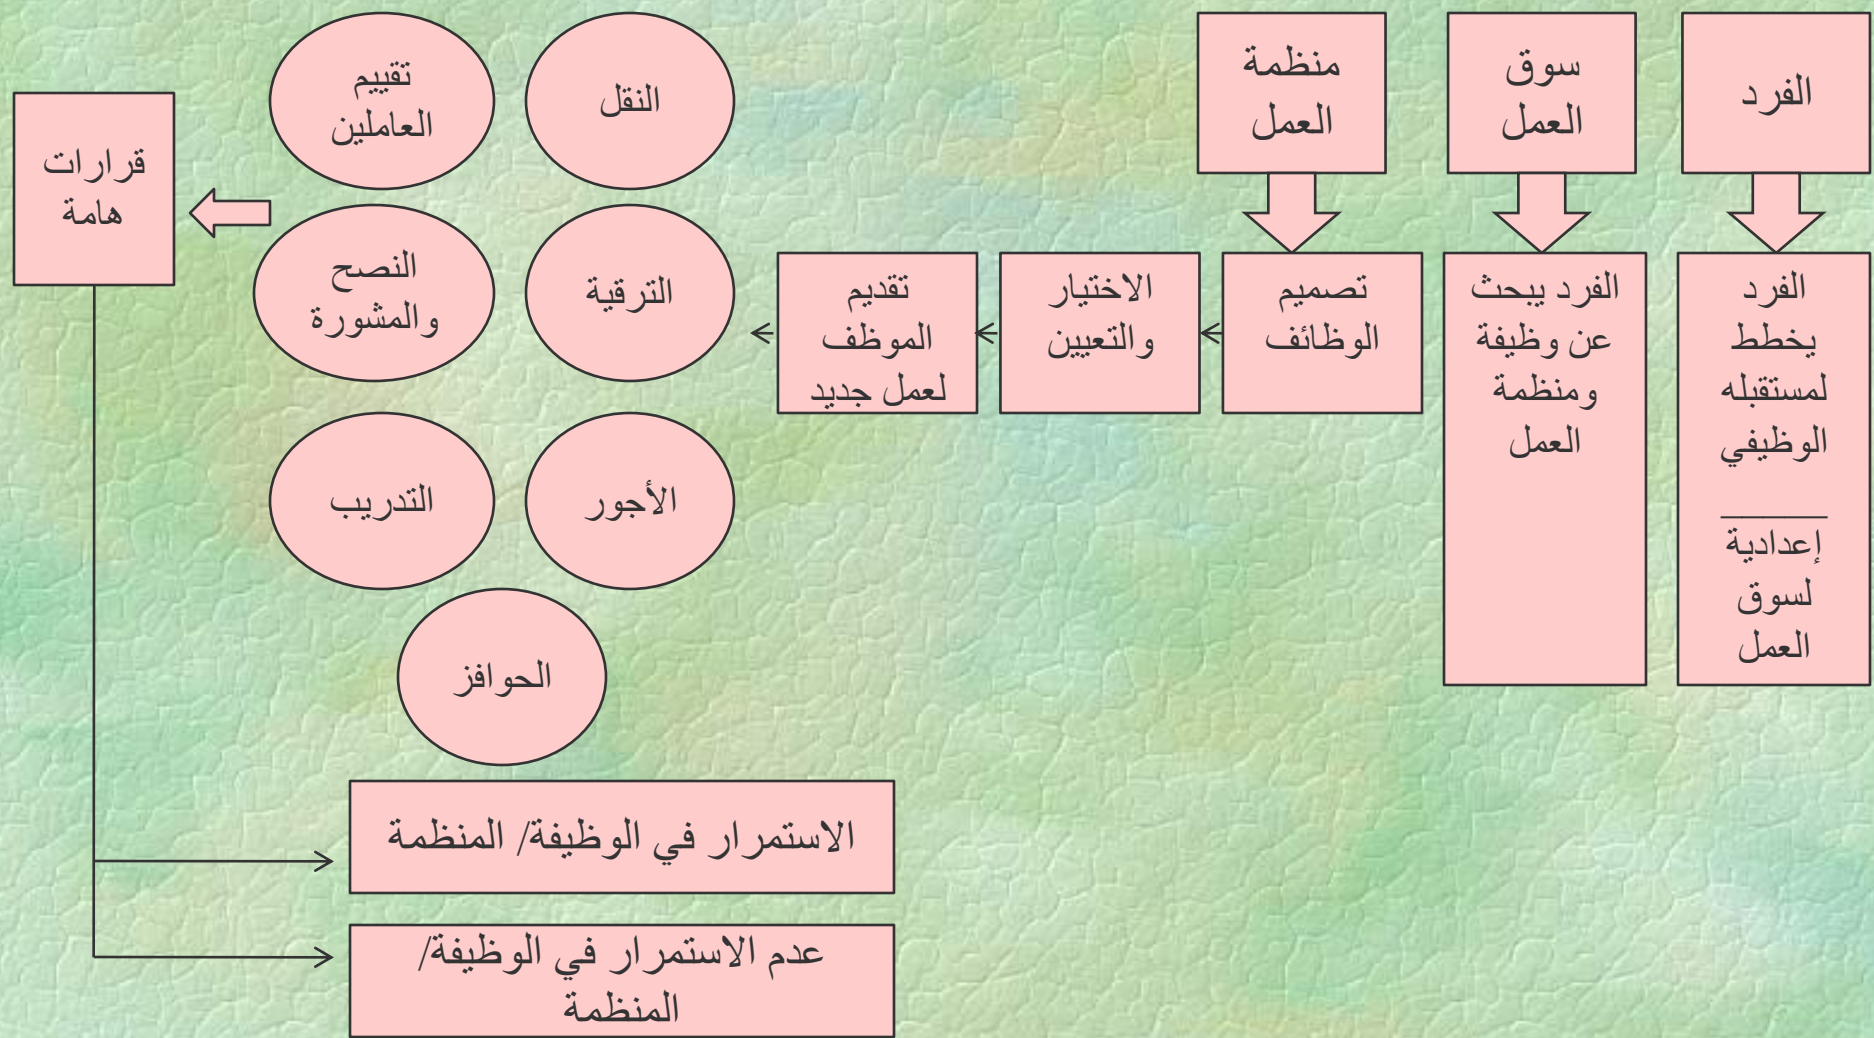 الفرد
سوق
العمل
منظمة
العمل
الفرد
يخطط
لمستقبله
الوظيفي
إعدادية
لسوق
العمل
الفرد يبحث
عن وظيفة
ومنظمة
العمل
تصميم
الوظائف
الاختيار
والتعيين
تقديم
الموظف
لعمل جديد
النقل
تقييم
العاملين
الترقية
النصح
والمشورة
الأجور
التدريب
الحوافز
قرارات
هامة
الاستمرار في الوظيفة/ المنظمة
عدم الاستمرار في الوظيفة/
المنظمة